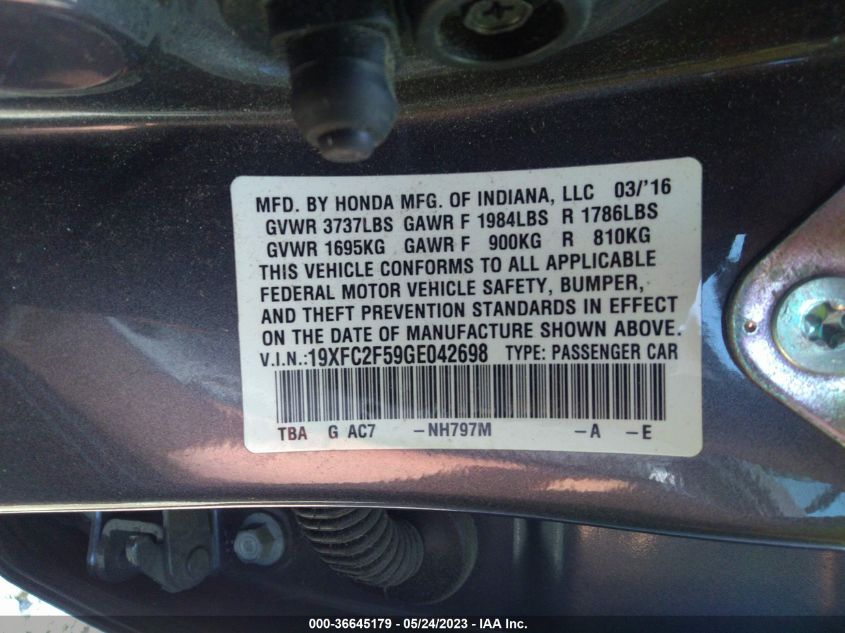 MFD. BY HONDA MFG. OF INDIANA, LLC 03/'16
GVWR 3737LBS GAWR F 1984LBS R 1786LBS
GVWR 1695KG GAWR F 900KG R 810KG
THIS VEHICLE CONFORMS TO ALL APPLICABLE
FEDERAL MOTOR VEHICLE SAFETY, BUMPER,
AND THEFT PREVENTION STANDARDS IN EFFECT
ON THE DATE OF MANUFACTURE SHOWN ABOVE.
V.I.N.:19XFC2F59GE042698 TYPE: PASSENGER CAR
TBA G AC7 -NH797M -A -E
000-36645179 - 05/24/2023 - IAA Inc.